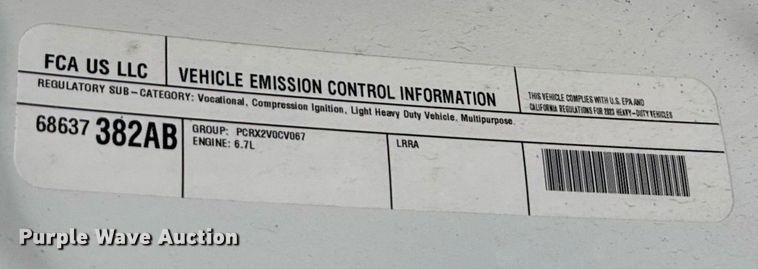 FCA US LLC
VEHICLE EMISSION CONTROL INFORMATION
THIS VEHICLE COMPLIES WITH U.S. EPA AND
CALIFORNIA REGULATIONS FOR 2023 HEAVY-DUTY VEHICLES
REGULATORY SUB-CATEGORY: Vocational, Compression Ignition, Light Heavy Duty Vehicle, Multipurpose.
68637 382AB
GROUP: PCRX2V0CV067
ENGINE: 6.7L
LRRA
Purple Wave Auction